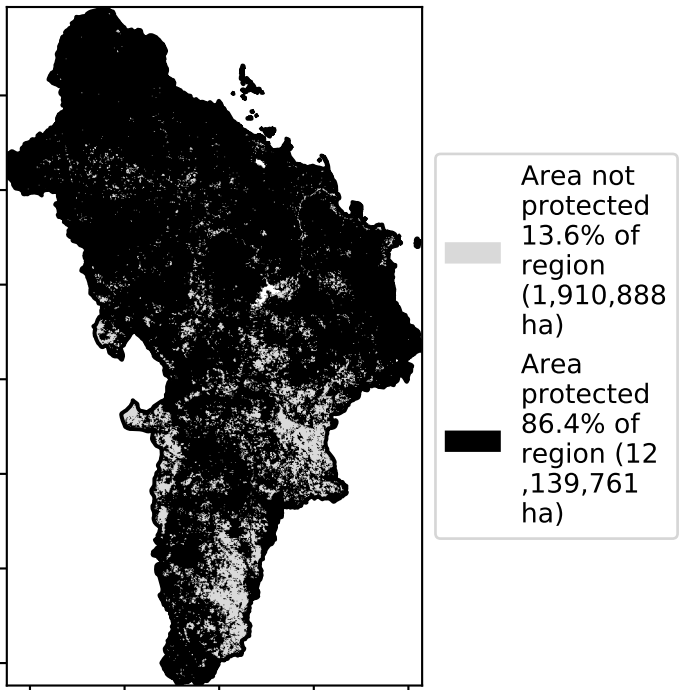 Area not
protected
13.6% of
region
(1,910,888
ha)
Area
protected
86.4% of
region (12
,139,761
ha)